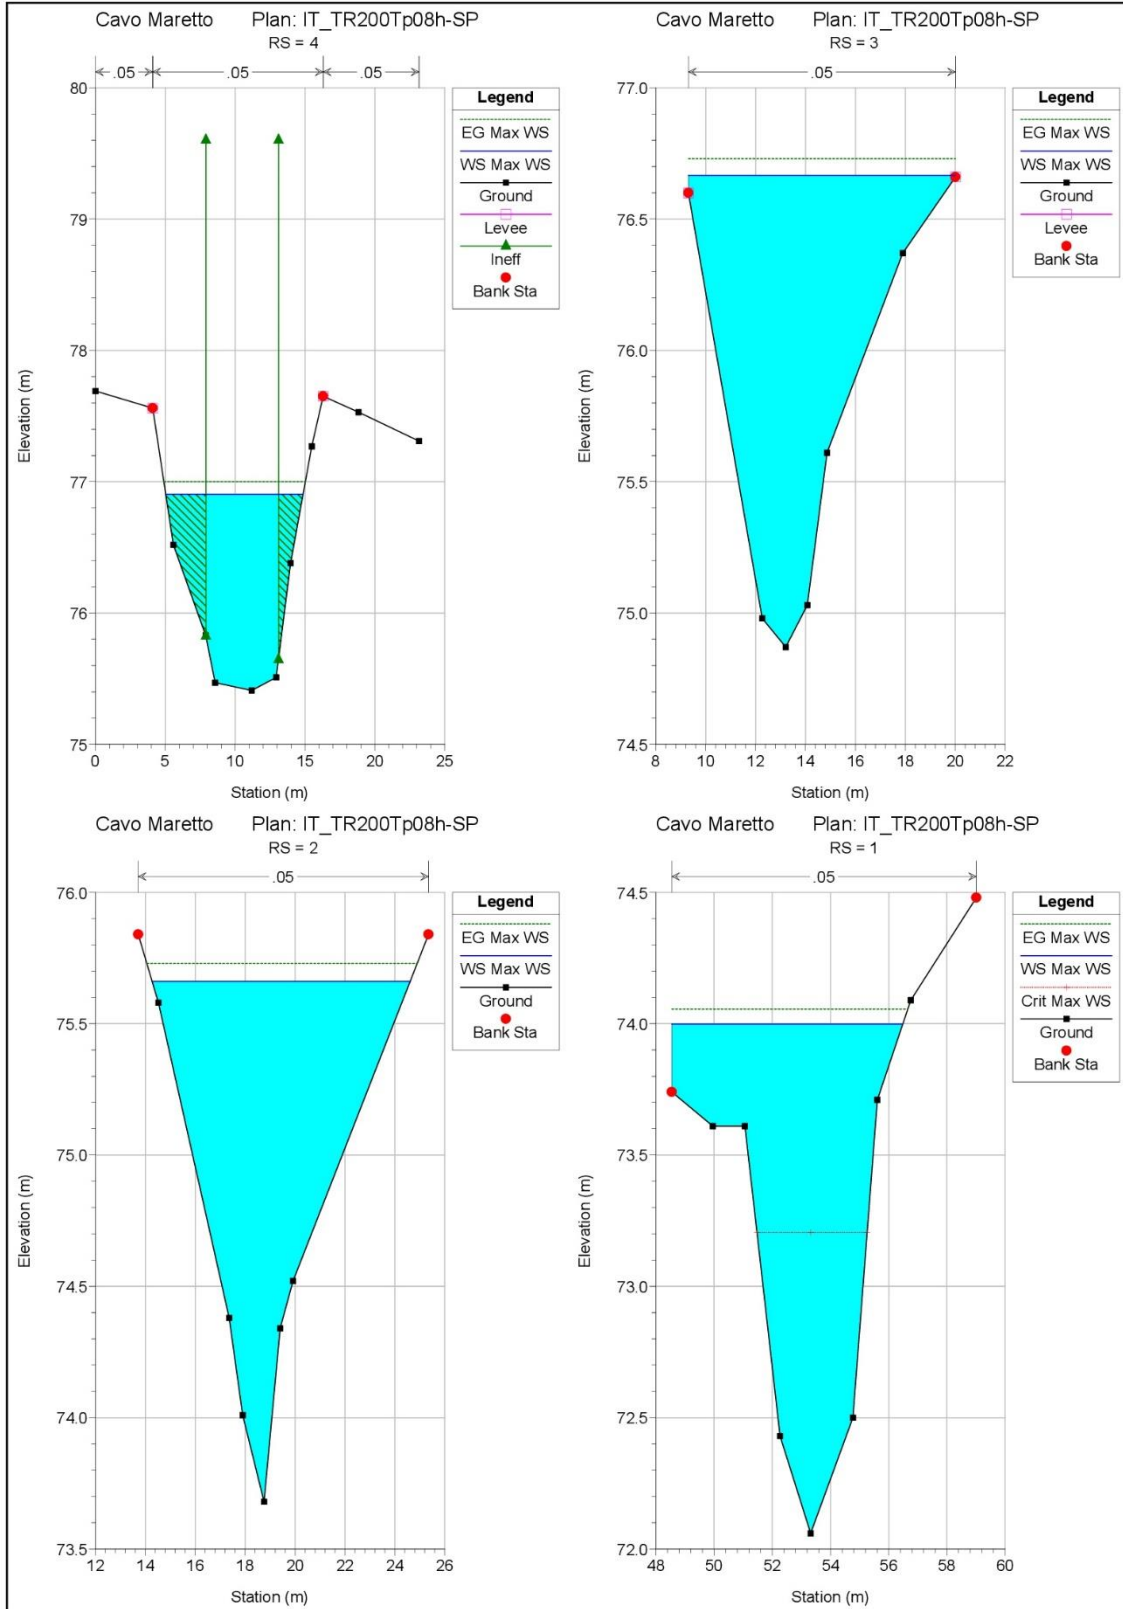 Cavo Maretto Plan: IT_TR200Tp08h-SP
RS = 4
.05 .05 .05
Legend
EG Max WS
WS Max WS
Ground
Levee
Ineff
Bank Sta
Elevation (m)
80
79
78
77
76
75
0 5 10 15 20 25
Station (m)
Cavo Maretto Plan: IT_TR200Tp08h-SP
RS = 3
.05
Legend
EG Max WS
WS Max WS
Ground
Levee
Bank Sta
Elevation (m)
77.0
76.5
76.0
75.5
75.0
74.5
8 10 12 14 16 18 20 22
Station (m)
Cavo Maretto Plan: IT_TR200Tp08h-SP
RS = 2
.05
Legend
EG Max WS
WS Max WS
Ground
Bank Sta
Elevation (m)
76.0
75.5
75.0
74.5
74.0
73.5
12 14 16 18 20 22 24 26
Station (m)
Cavo Maretto Plan: IT_TR200Tp08h-SP
RS = 1
.05
Legend
EG Max WS
WS Max WS
Crit Max WS
Ground
Bank Sta
Elevation (m)
74.5
74.0
73.5
73.0
72.5
72.0
48 50 52 54 56 58 60
Station (m)